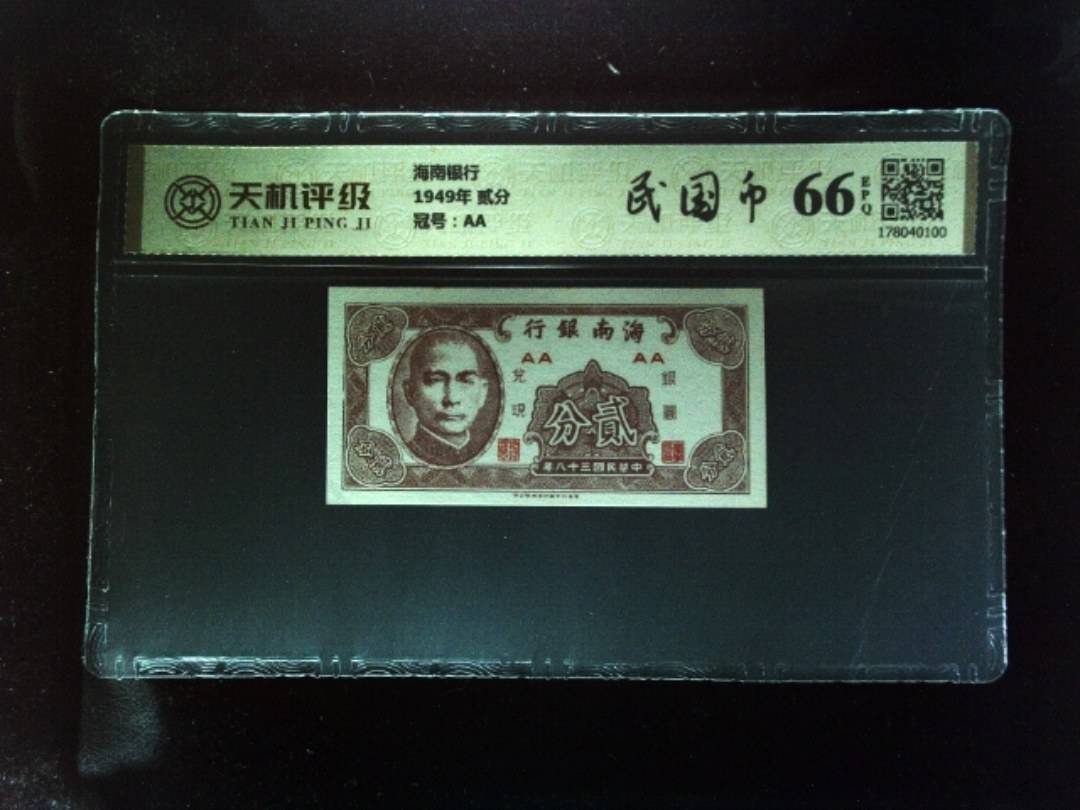 天机评级
TIAN JI PING JI
海南银行
1949年 贰分
冠号：AA
民国币
66
EPQ
178040100
行銀南海
AA AA
兌現
銀圓
分貳
年八十三國民華中